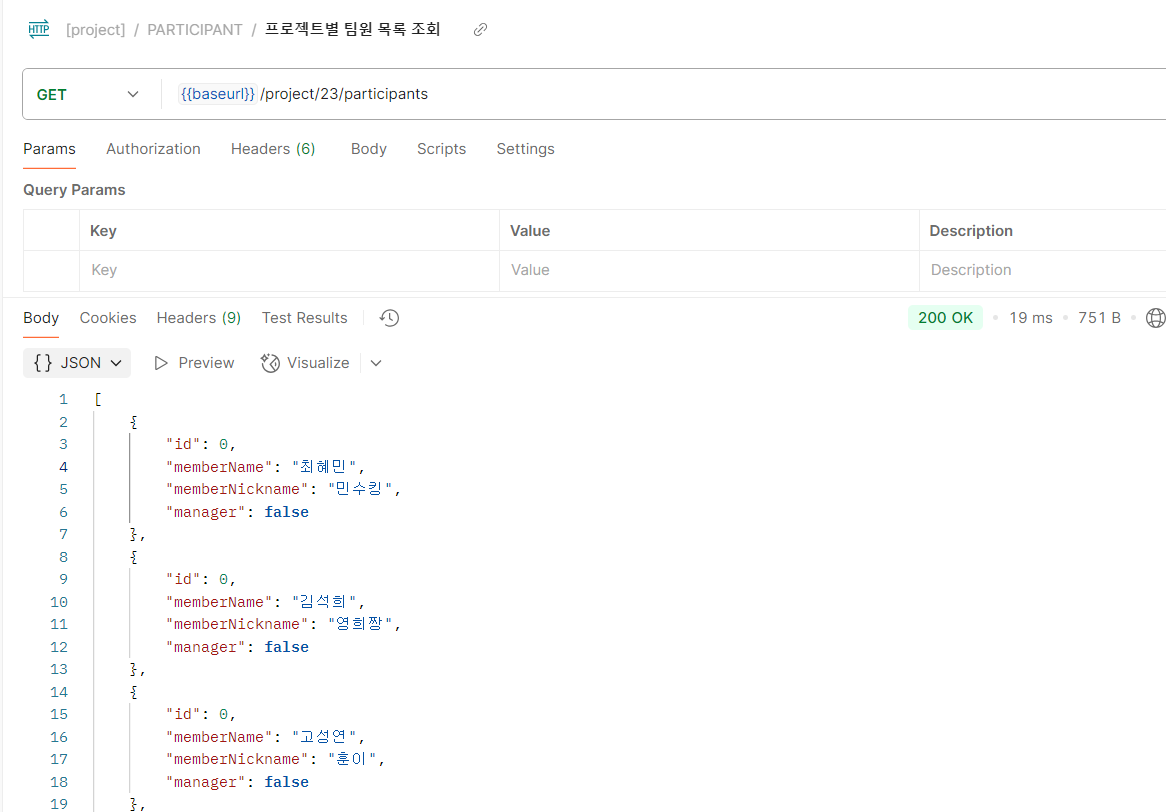 HTTP [project] / PARTICIPANT / 프로젝트별 팀원 목록 조회
GET {{baseurl}} /project/23/participants
Params Authorization Headers (6) Body Scripts Settings
Query Params
Key Value Description
Key Value Description
Body Cookies Headers (9) Test Results 200 OK • 19 ms • 751 B •
{} JSON Preview Visualize
1 [
2 {
3 "id": 0,
4 "memberName": "최혜민",
5 "memberNickname": "민수킹",
6 "manager": false
7 },
8 {
9 "id": 0,
10 "memberName": "김석희",
11 "memberNickname": "영희짱",
12 "manager": false
13 },
14 {
15 "id": 0,
16 "memberName": "고성연",
17 "memberNickname": "훈이",
18 "manager": false
19 },